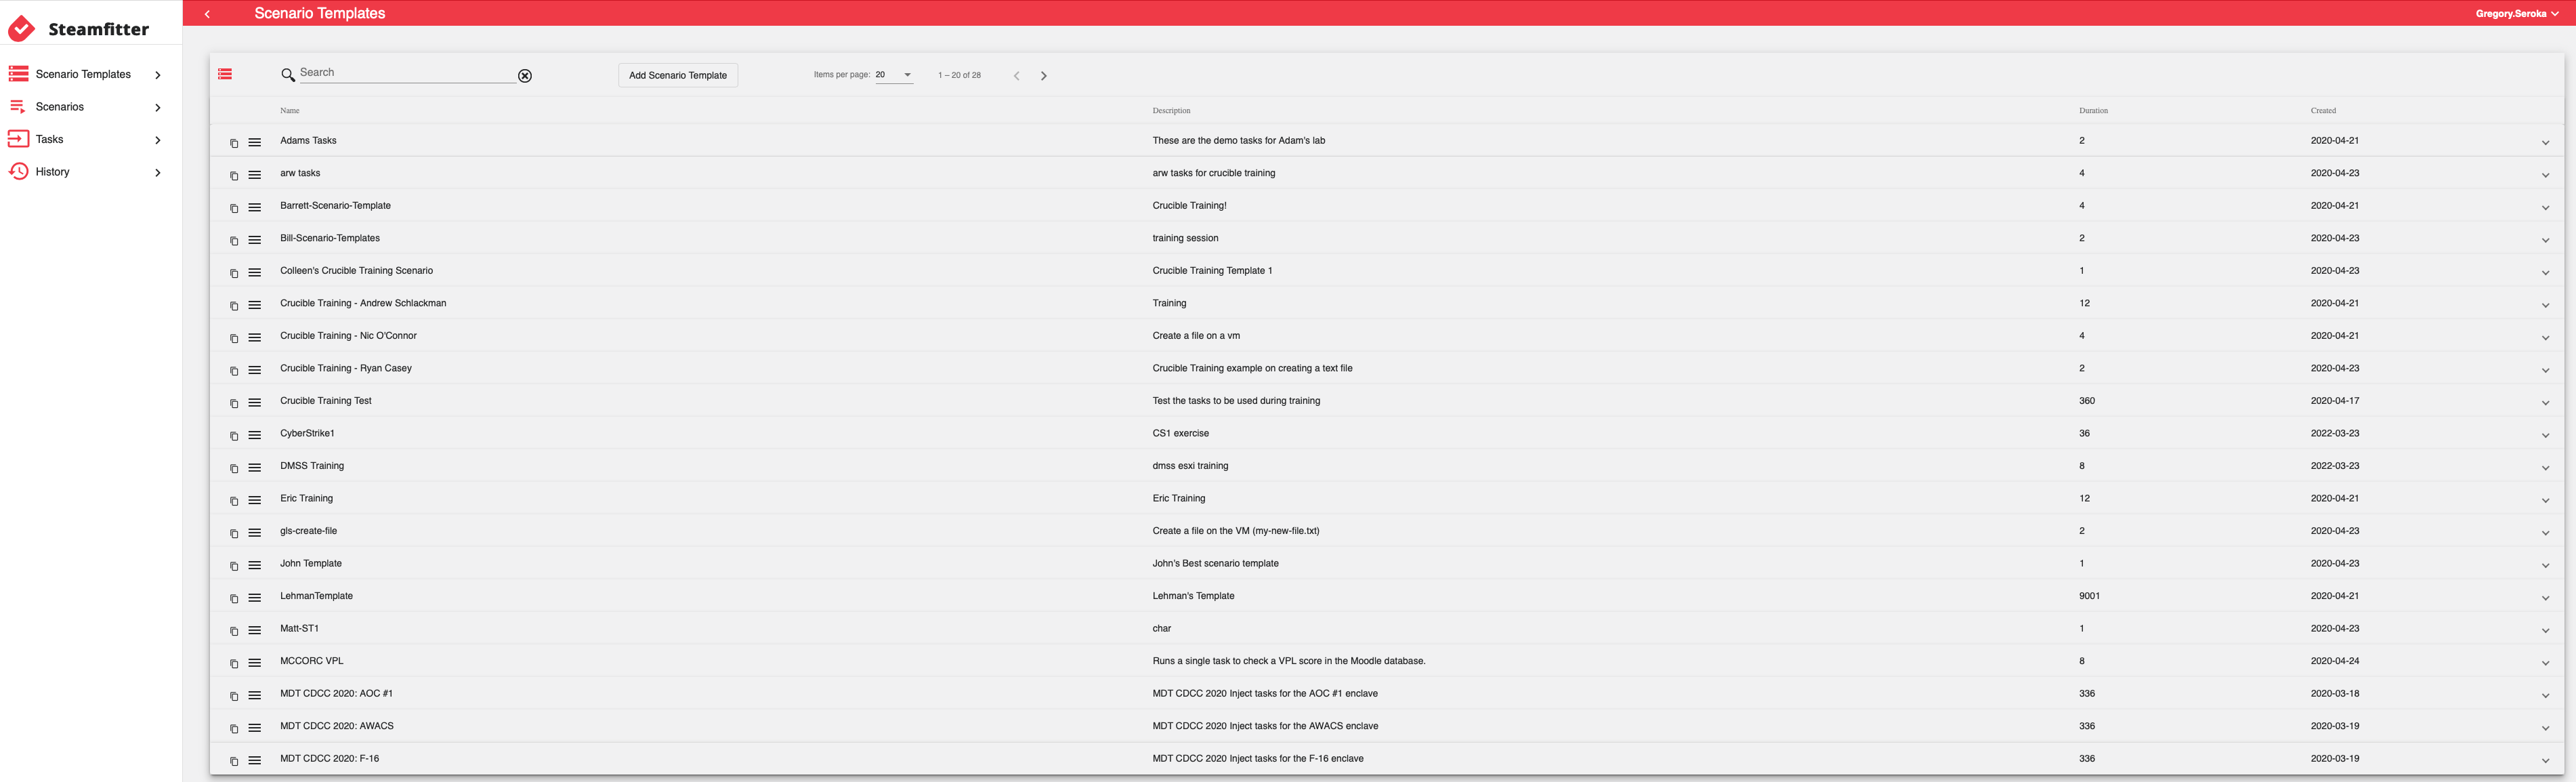 Steamfitter
Scenario Templates
Gregory.Seroka
Scenario Templates
Scenarios
Tasks
History
Search
Add Scenario Template
Items per page: 20
1 – 20 of 28
Name Description Duration Created
Adams Tasks These are the demo tasks for Adam's lab 2 2020-04-21
arw tasks arw tasks for crucible training 4 2020-04-23
Barrett-Scenario-Template Crucible Training! 4 2020-04-21
Bill-Scenario-Templates training session 2 2020-04-23
Colleen's Crucible Training Scenario Crucible Training Template 1 1 2020-04-23
Crucible Training - Andrew Schlackman Training 12 2020-04-21
Crucible Training - Nic O'Connor Create a file on a vm 4 2020-04-21
Crucible Training - Ryan Casey Crucible Training example on creating a text file 2 2020-04-23
Crucible Training Test Test the tasks to be used during training 360 2020-04-17
CyberStrike1 CS1 exercise 36 2022-03-23
DMSS Training dmss esxi training 8 2022-03-23
Eric Training Eric Training 12 2020-04-21
gls-create-file Create a file on the VM (my-new-file.txt) 2 2020-04-23
John Template John's Best scenario template 1 2020-04-23
LehmanTemplate Lehman's Template 9001 2020-04-21
Matt-ST1 char 1 2020-04-23
MCCORC VPL Runs a single task to check a VPL score in the Moodle database. 8 2020-04-24
MDT CDCC 2020: AOC #1 MDT CDCC 2020 Inject tasks for the AOC #1 enclave 336 2020-03-18
MDT CDCC 2020: AWACS MDT CDCC 2020 Inject tasks for the AWACS enclave 336 2020-03-19
MDT CDCC 2020: F-16 MDT CDCC 2020 Inject tasks for the F-16 enclave 336 2020-03-19